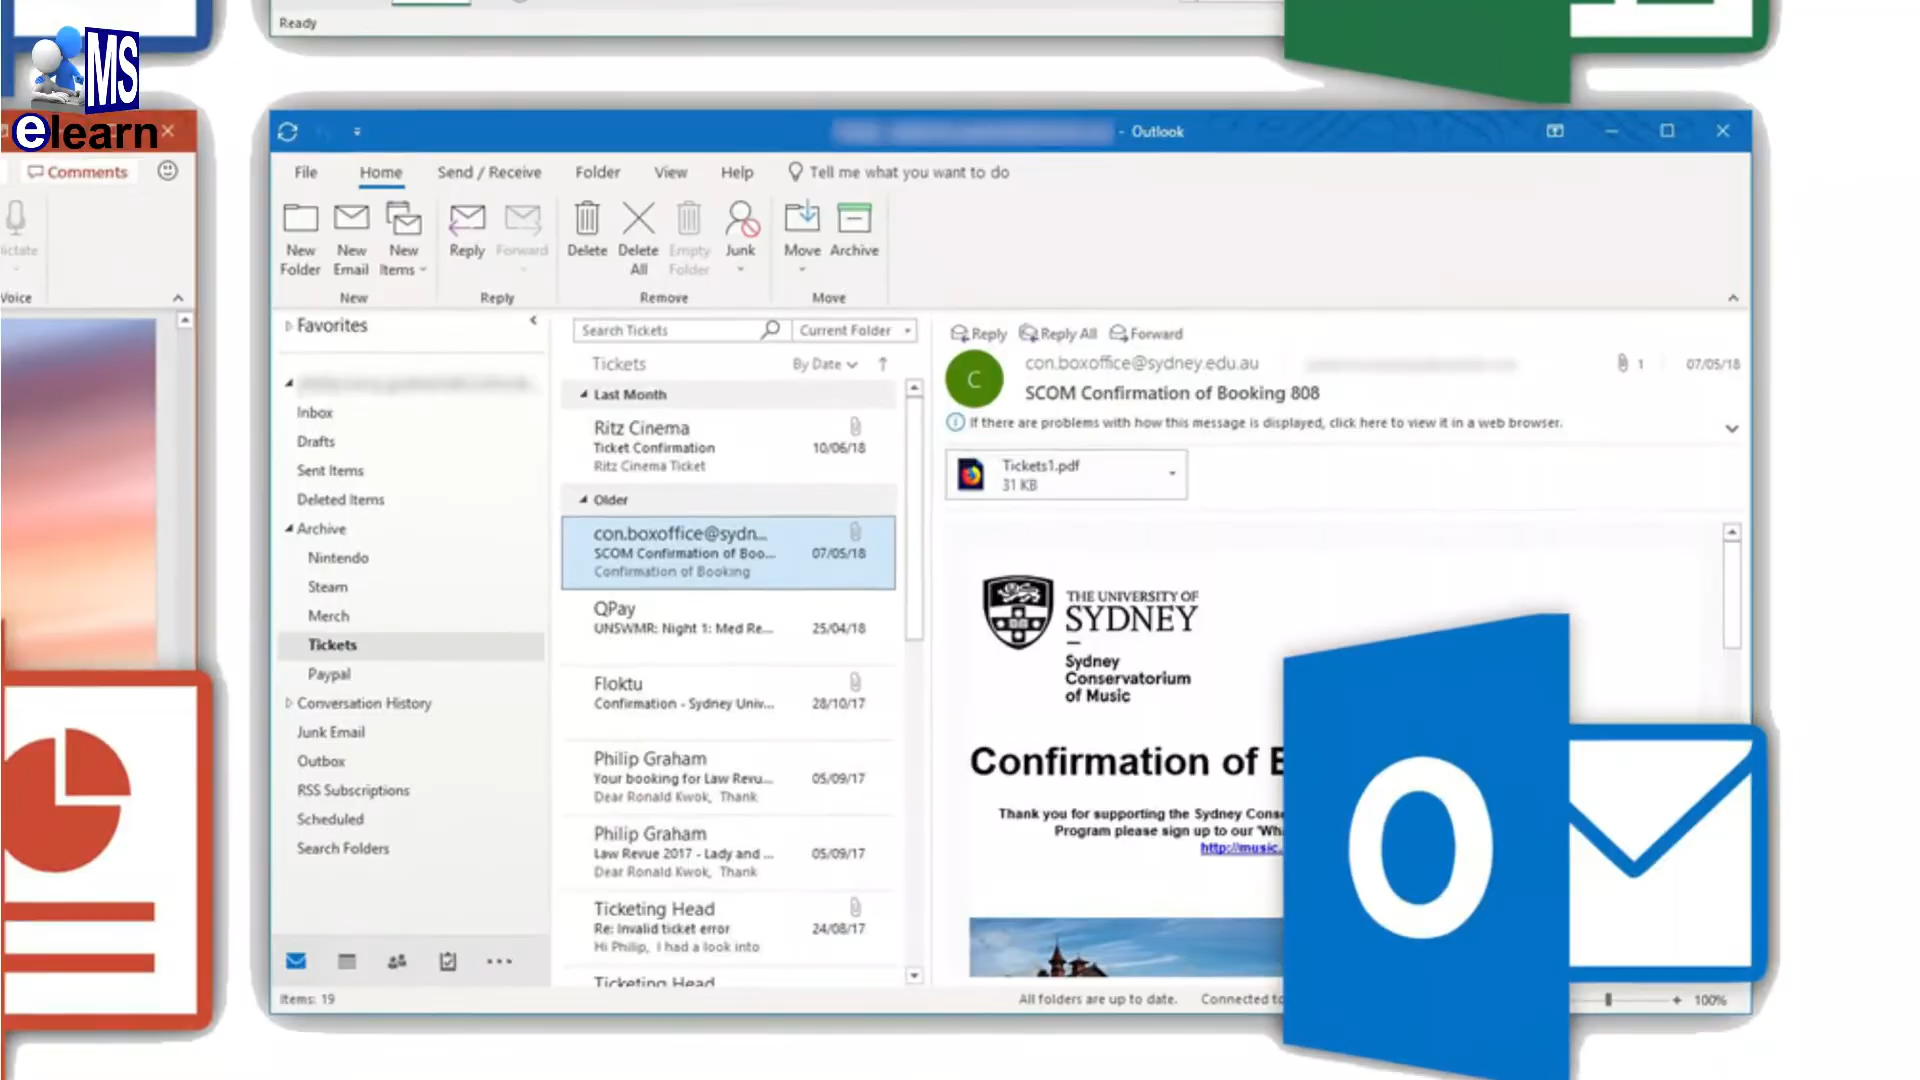 Ready
MS
elearn
Comments
ictate
Voice
- Outlook
File Home Send / Receive Folder View Help Tell me what you want to do
New Folder
New Email
New Items
Reply
Forward
Delete
Delete All
Empty Folder
Junk
Move
Archive
New
Reply
Remove
Move
Favorites
Inbox
Drafts
Sent Items
Deleted Items
Archive
Nintendo
Steam
Merch
Tickets
Paypal
Conversation History
Junk Email
Outbox
RSS Subscriptions
Scheduled
Search Folders
Items: 19
Search Tickets
Current Folder
Tickets
By Date
Last Month
Ritz Cinema
Ticket Confirmation 10/06/18
Ritz Cinema Ticket
Older
con.boxoffice@sydn...
SCOM Confirmation of Boo... 07/05/18
Confirmation of Booking
QPay
UNSWMR: Night 1: Med Re... 25/04/18
Floktu
Confirmation - Sydney Univ... 28/10/17
Philip Graham
Your booking for Law Revu... 05/09/17
Dear Ronald Kwok, Thank
Philip Graham
Law Revue 2017 - Lady and ... 05/09/17
Dear Ronald Kwok, Thank
Ticketing Head
Re: Invalid ticket error 24/08/17
Hi Philip, I had a look into
Ticketing Head
Reply Reply All Forward
C
con.boxoffice@sydney.edu.au 1 07/05/18
SCOM Confirmation of Booking 808
If there are problems with how this message is displayed, click here to view it in a web browser.
Tickets1.pdf
31 KB
THE UNIVERSITY OF
SYDNEY
Sydney
Conservatorium
of Music
Confirmation of
Thank you for supporting the Sydney Conse
Program please sign up to our 'Wh
http://music.
All folders are up to date. Connected to
100%
O